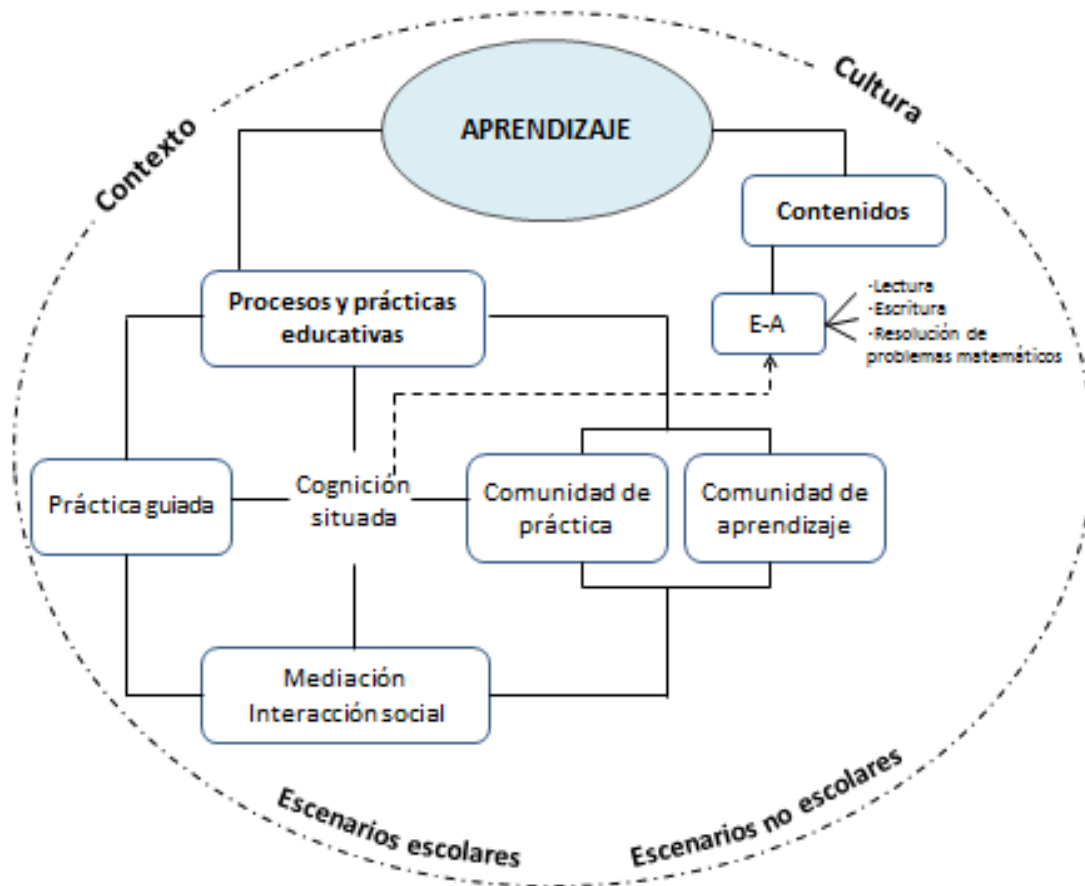 Contexto
Cultura
APRENDIZAJE
Contenidos
Procesos y prácticas
educativas
E-A
-Lectura
-Escritura
-Resolución de
problemas matemáticos
Práctica guiada
Cognición
situada
Comunidad de
práctica
Comunidad de
aprendizaje
Mediación
Interacción social
Escenarios escolares
Escenarios no escolares